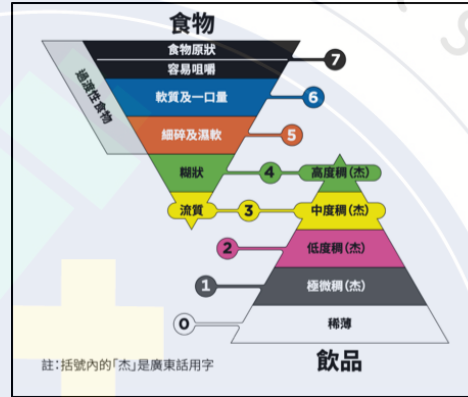 食物
食物原狀
容易咀嚼
7
過渡性食物
軟質及一口量
6
細碎及濕軟
5
糊狀
4
高度稠(杰)
流質
3
中度稠(杰)
2
低度稠(杰)
1
極微稠(杰)
0
稀薄
註:括號內的「杰」是廣東話用字
飲品